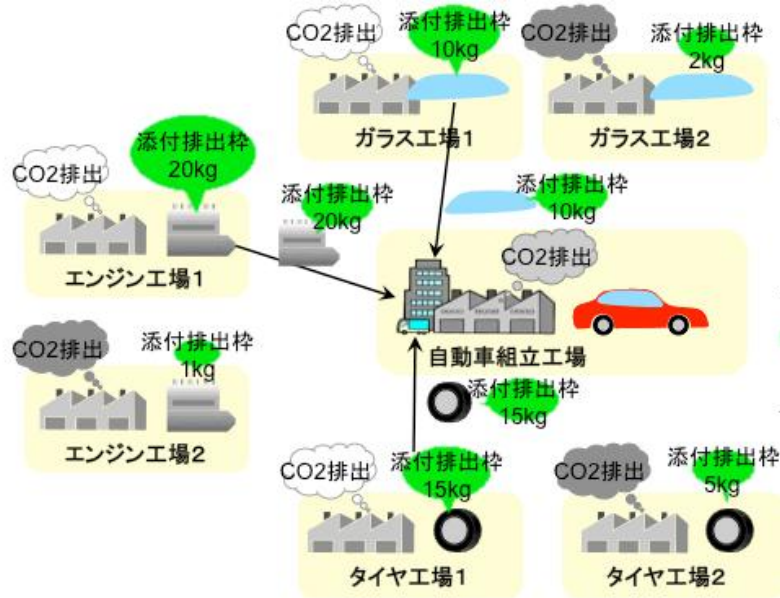 CO2排出
添付排出枠
10kg
ガラス工場1
CO2排出
添付排出枠
2kg
ガラス工場2
CO2排出
添付排出枠
20kg
エンジン工場1
添付排出枠
20kg
添付排出枠
10kg
CO2排出
自動車組立工場
CO2排出
添付排出枠
1kg
エンジン工場2
添付排出枠
15kg
CO2排出
添付排出枠
15kg
タイヤ工場1
CO2排出
添付排出枠
5kg
タイヤ工場2